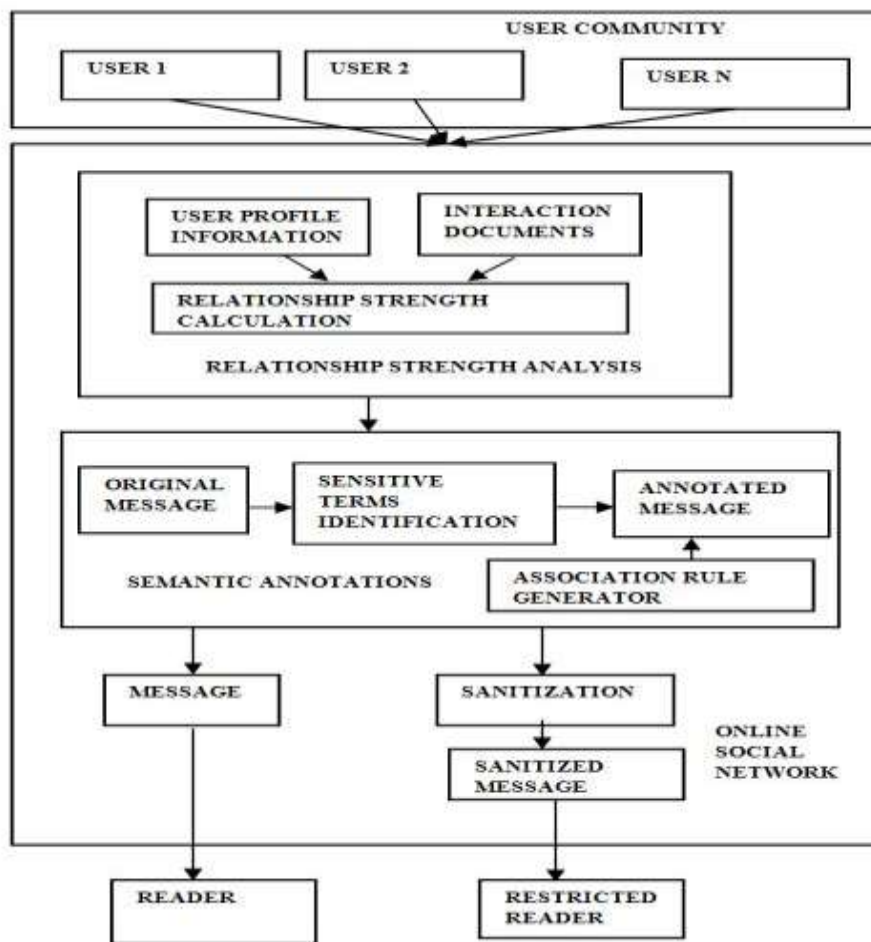 USER COMMUNITY
USER 1
USER 2
USER N
USER PROFILE
INFORMATION
INTERACTION
DOCUMENTS
RELATIONSHIP STRENGTH
CALCULATION
RELATIONSHIP STRENGTH ANALYSIS
ORIGINAL
MESSAGE
SENSITIVE
TERMS
IDENTIFICATION
ANNOTATED
MESSAGE
SEMANTIC ANNOTATIONS
ASSOCIATION RULE
GENERATOR
MESSAGE
SANITIZATION
SANITIZED
MESSAGE
ONLINE
SOCIAL
NETWORK
READER
RESTRICTED
READER